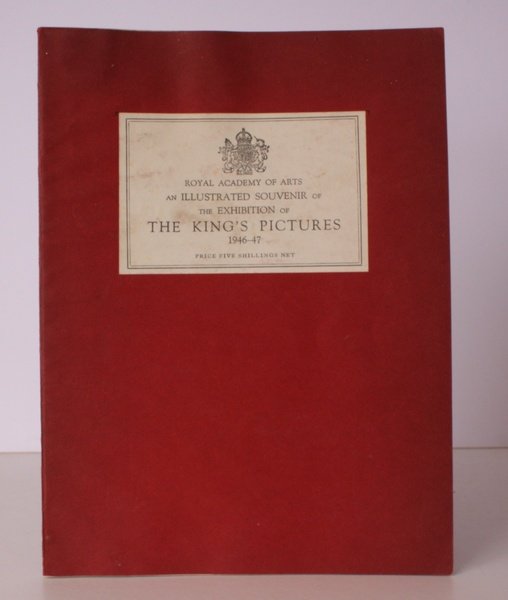 ROYAL ACADEMY OF ARTS
AN ILLUSTRATED SOUVENIR OF
THE EXHIBITION OF
THE KING'S PICTURES
1946-47
PRICE FIVE SHILLINGS NET